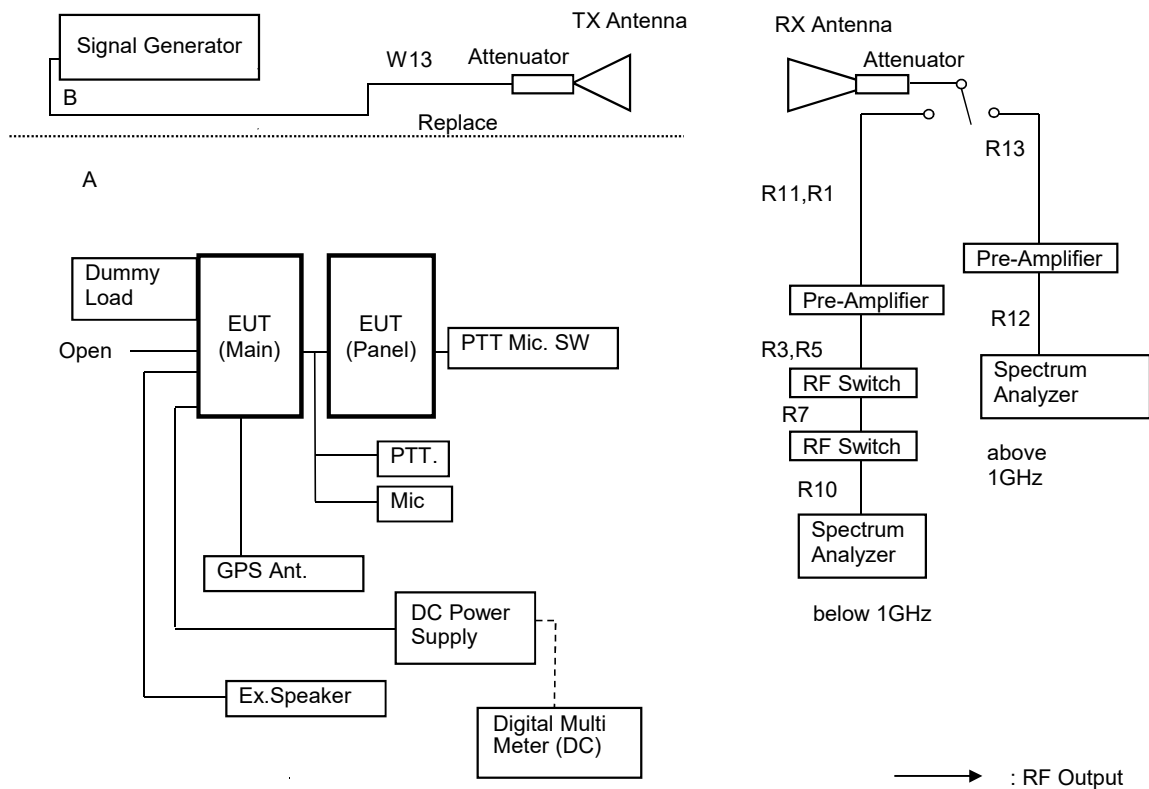 TX Antenna
RX Antenna
Signal Generator
W13
Attenuator
Attenuator
B
Replace
R13
A
R11,R1
Dummy
Load
Pre-Amplifier
Pre-Amplifier
EUT
(Main)
EUT
(Panel)
PTT Mic. SW
Open
R12
R3,R5
RF Switch
Spectrum
Analyzer
R7
RF Switch
above
1GHz
PTT.
Mic
R10
Spectrum
Analyzer
GPS Ant.
below 1GHz
DC Power
Supply
Ex.Speaker
Digital Multi
Meter (DC)
: RF Output